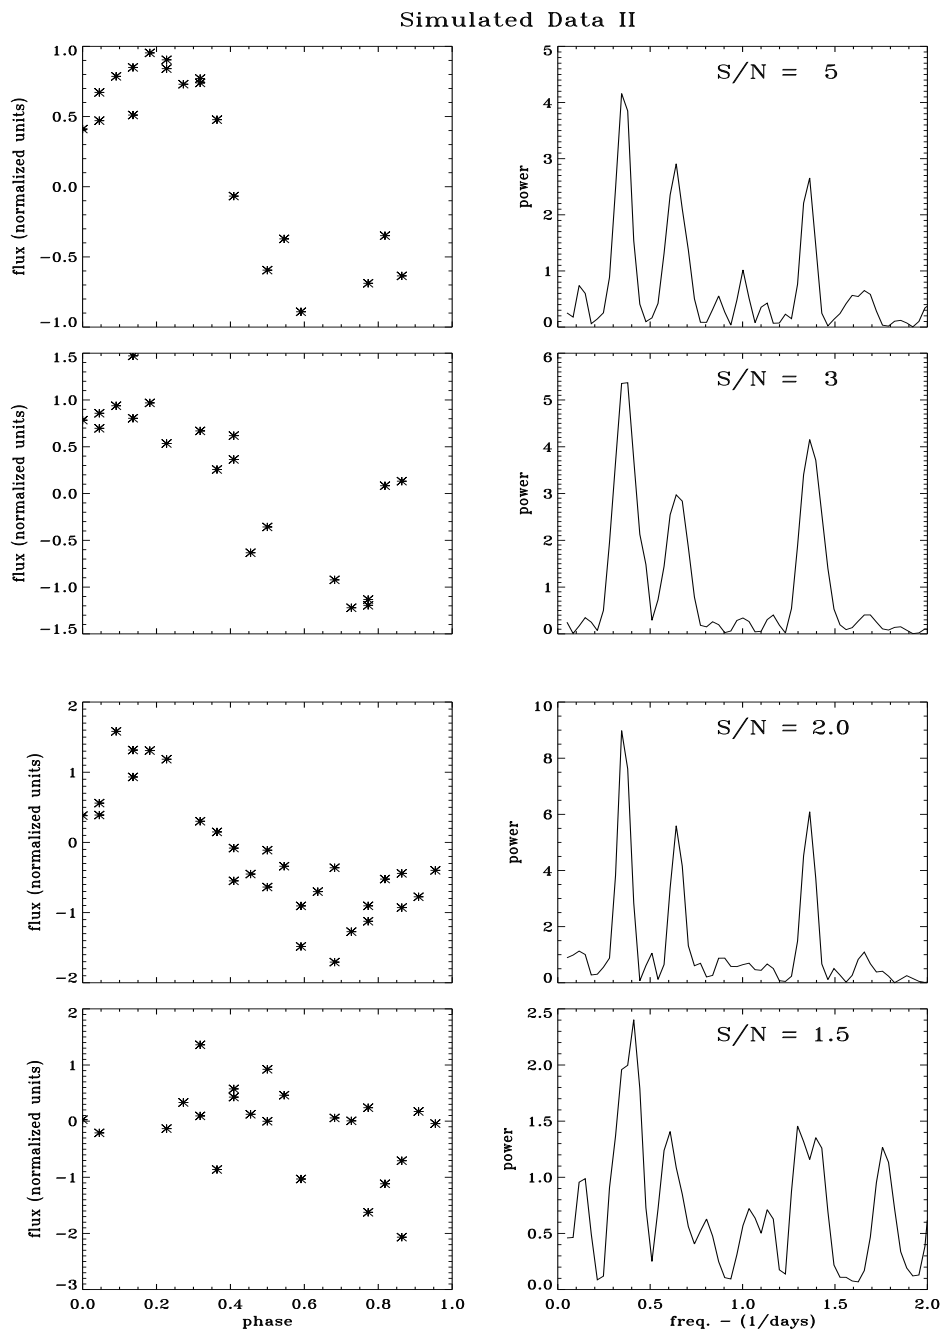 Simulated Data II
1.0
0.5
0.0
−0.5
−1.0
flux (normalized units)
S/N = 5
5
4
3
2
1
0
power
1.5
1.0
0.5
0.0
−0.5
−1.0
−1.5
flux (normalized units)
S/N = 3
6
5
4
3
2
1
0
power
2
1
0
−1
−2
flux (normalized units)
S/N = 2.0
10
8
6
4
2
0
power
2
1
0
−1
−2
−3
flux (normalized units)
0.0 0.2 0.4 0.6 0.8 1.0
phase
S/N = 1.5
2.5
2.0
1.5
1.0
0.5
0.0
power
0.0 0.5 1.0 1.5 2.0
freq. − (1/days)